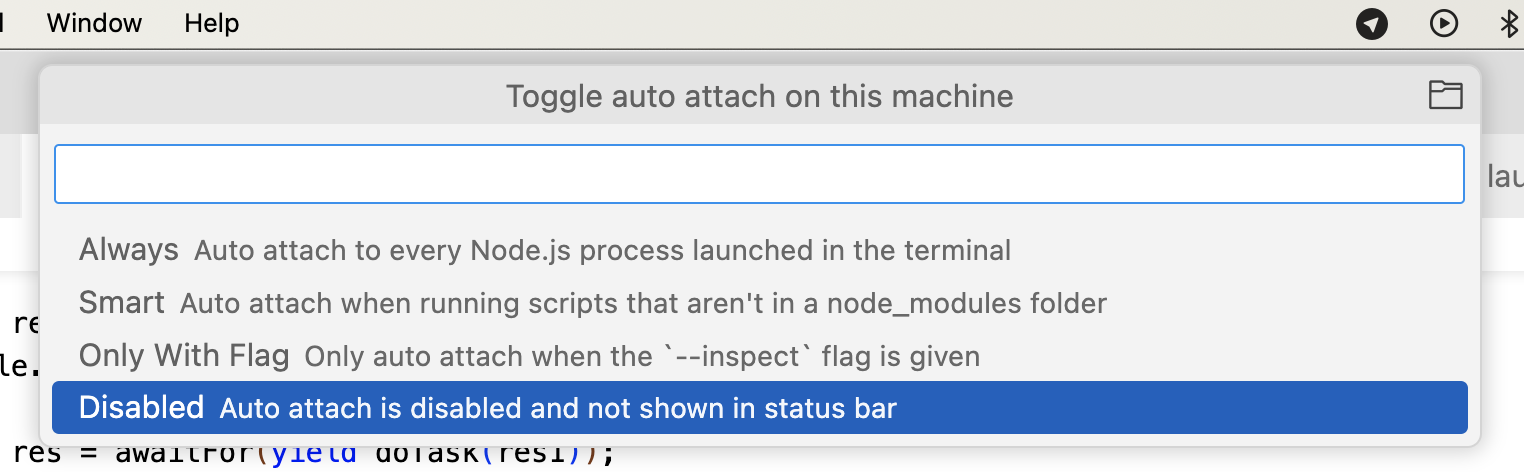 Window Help
Toggle auto attach on this machine
lau
Always Auto attach to every Node.js process launched in the terminal
Smart Auto attach when running scripts that aren't in a node_modules folder
re
Only With Flag Only auto attach when the `--inspect` flag is given
le.
Disabled Auto attach is disabled and not shown in status bar
res = awaitFor(yield doTask(res1));